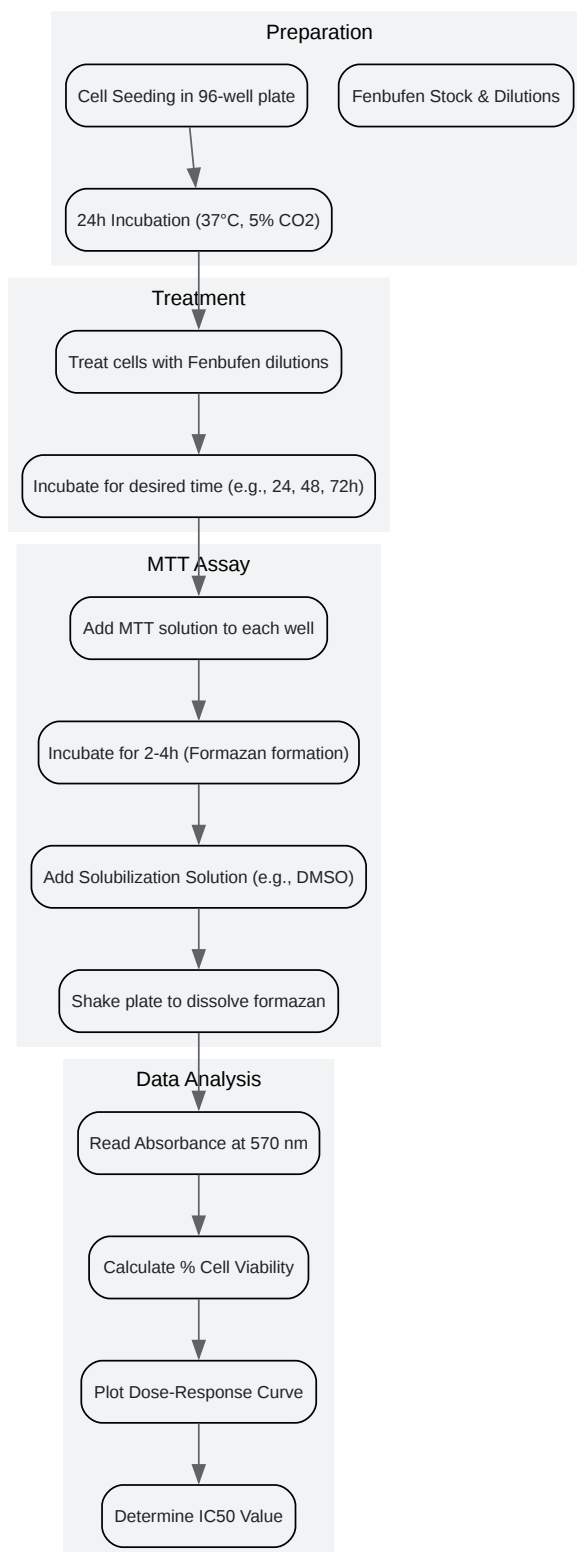 Preparation
Cell Seeding in 96-well plate
Fenbufen Stock & Dilutions
24h Incubation (37°C, 5% CO2)
Treatment
Treat cells with Fenbufen dilutions
Incubate for desired time (e.g., 24, 48, 72h)
MTT Assay
Add MTT solution to each well
Incubate for 2-4h (Formazan formation)
Add Solubilization Solution (e.g., DMSO)
Shake plate to dissolve formazan
Data Analysis
Read Absorbance at 570 nm
Calculate % Cell Viability
Plot Dose-Response Curve
Determine IC50 Value